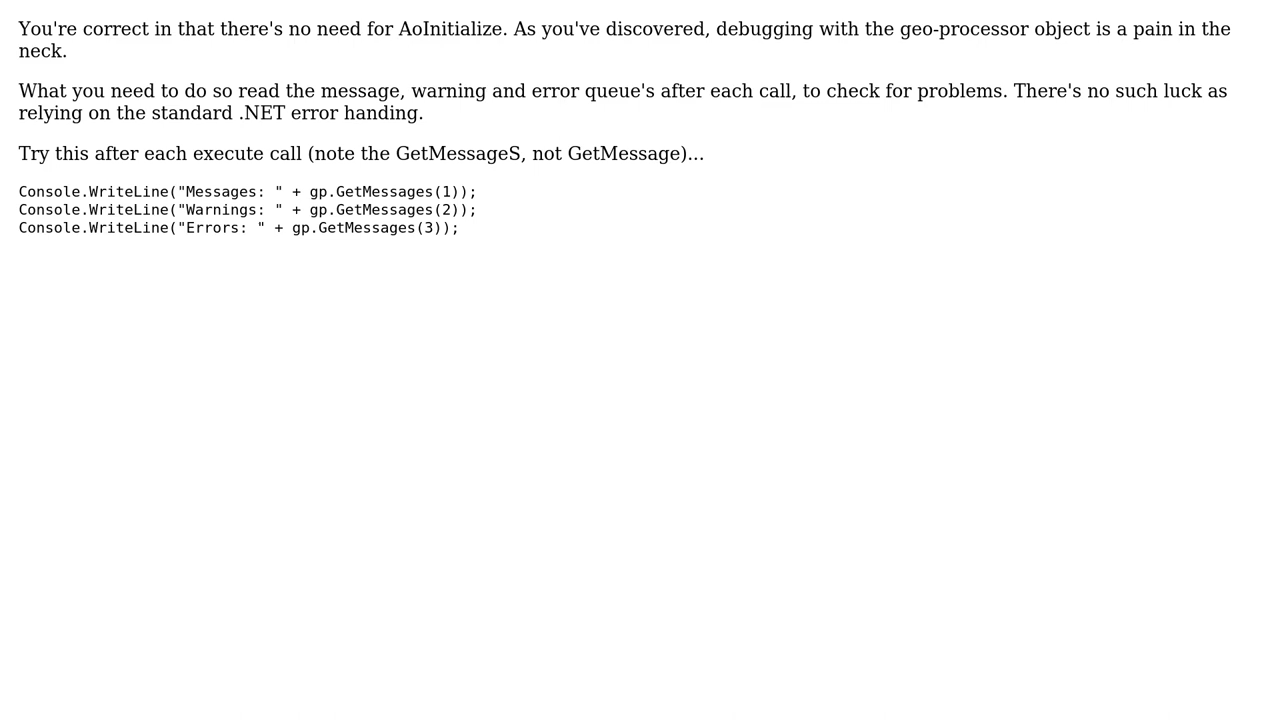 You're correct in that there's no need for AoInitialize. As you've discovered, debugging with the geo-processor object is a pain in the
neck.
What you need to do so read the message, warning and error queue's after each call, to check for problems. There's no such luck as
relying on the standard .NET error handing.
Try this after each execute call (note the GetMessageS, not GetMessage)...
Console.WriteLine("Messages: " + gp.GetMessages(1));
Console.WriteLine("Warnings: " + gp.GetMessages(2));
Console.WriteLine("Errors: " + gp.GetMessages(3));